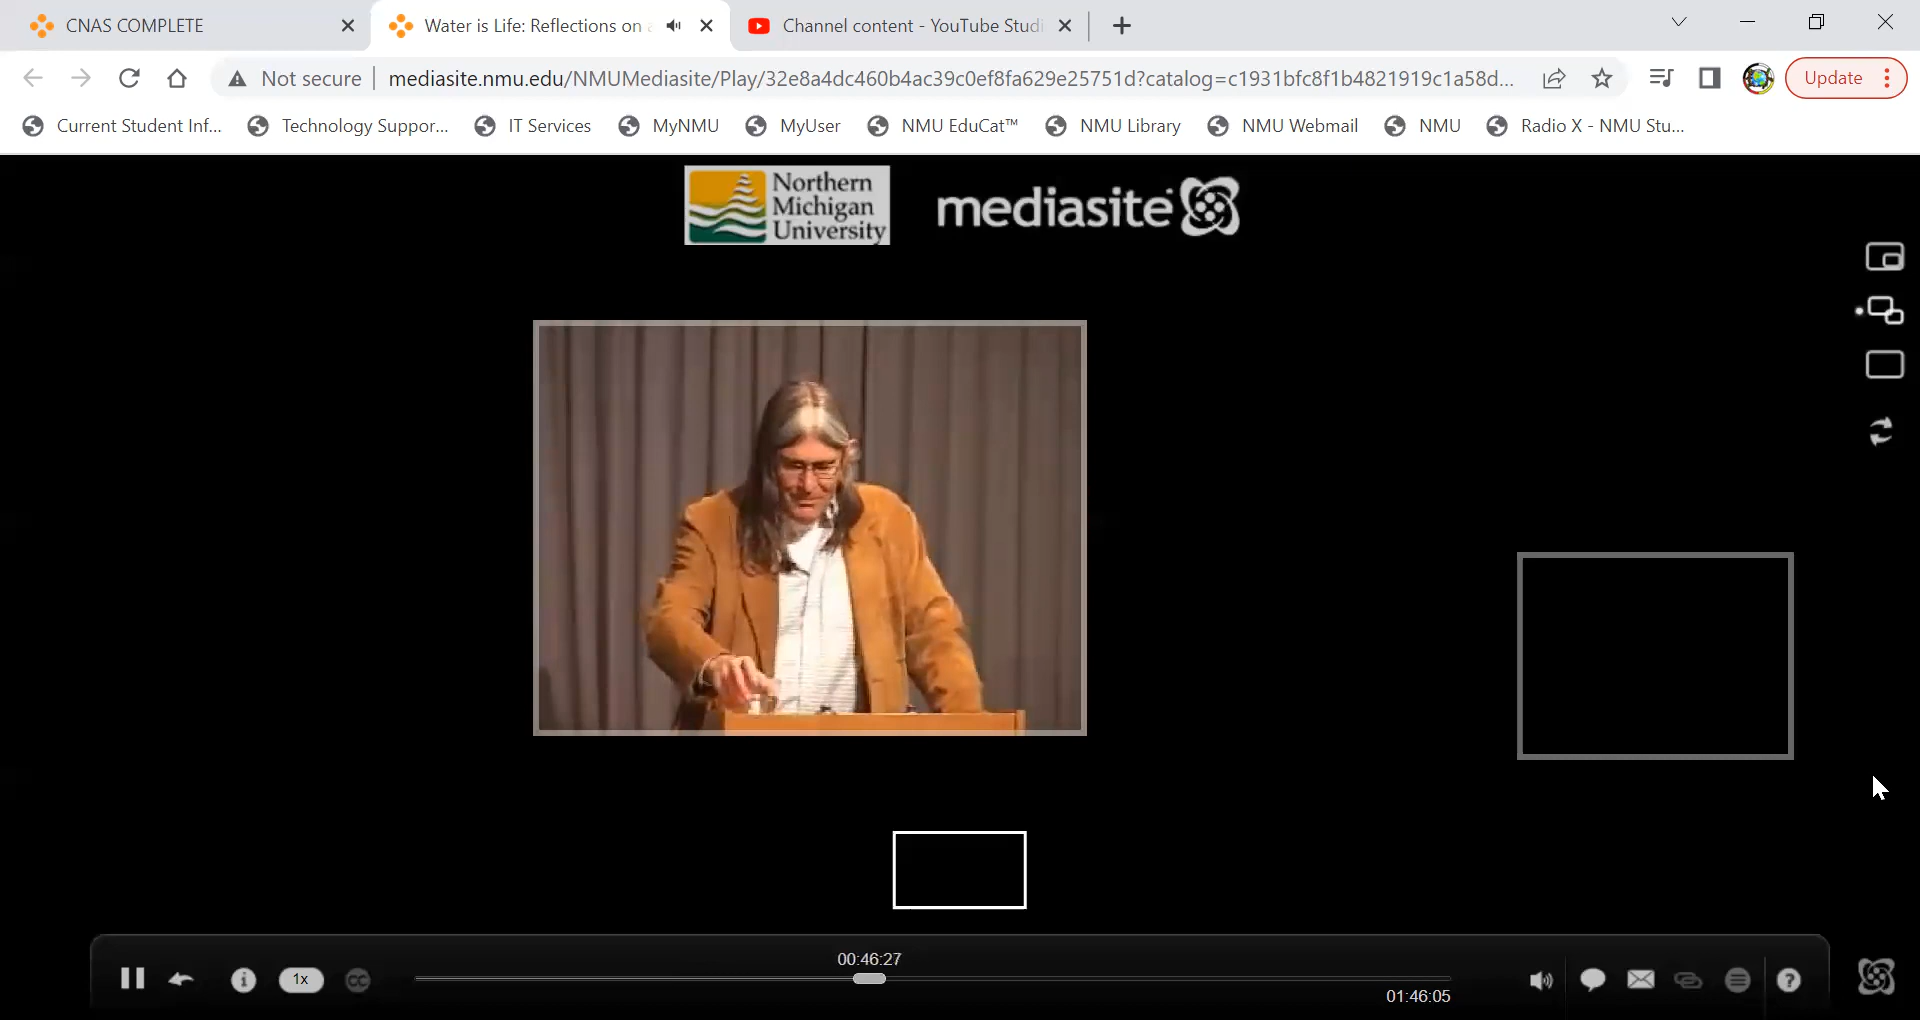 CNAS COMPLETE
Water is Life: Reflections on
Channel content - YouTube Studi
Not secure
mediasite.nmu.edu/NMUMediasite/Play/32e8a4dc460b4ac39c0ef8fa629e25751d?catalog=c1931bfc8f1b4821919c1a58d...
Update
Current Student Inf...
Technology Suppor...
IT Services
MyNMU
MyUser
NMU EduCat™
NMU Library
NMU Webmail
NMU
Radio X - NMU Stu...
Northern
Michigan
University
mediasite
00:46:27
1x
CC
01:46:05